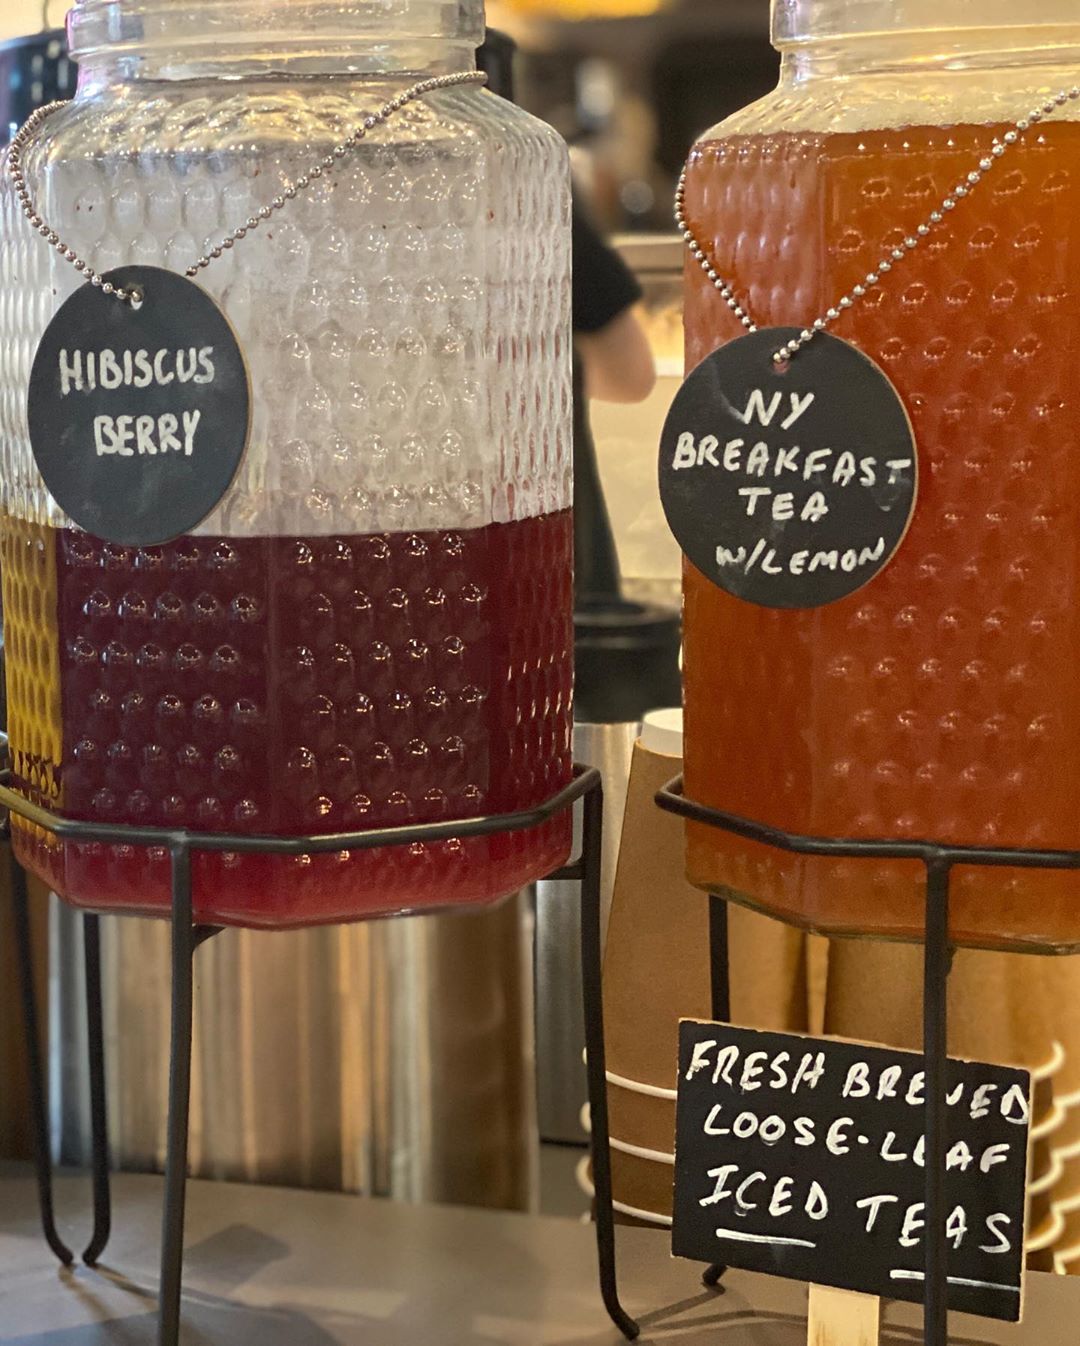 HIBISCUS
BERRY
NY
BREAKFAST
TEA
W/LEMON
FRESH BREWED
LOOSE-LEAF
ICED TEAS